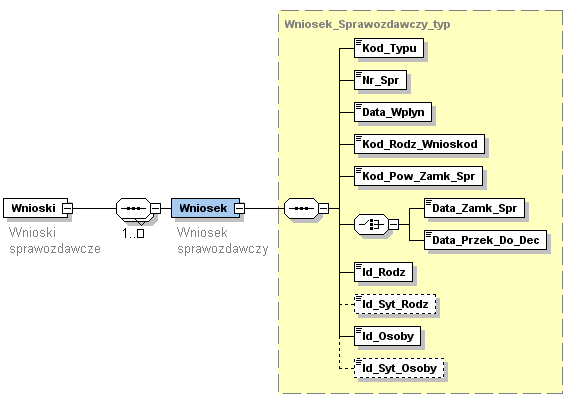 Wniosek_Sprawozdawczy_typ
Kod_Typu
Nr_Spr
Data_Wplyn
Kod_Rodz_Wnioskod
Kod_Pow_Zamk_Spr
Wnioski
Wniosek
Data_Zamk_Spr
1..
Wnioski
sprawozdawcze
Wniosek
sprawozdawczy
Data_Przek_Do_Dec
Id_Rodz
Id_Syt_Rodz
Id_Osoby
Id_Syt_Osoby